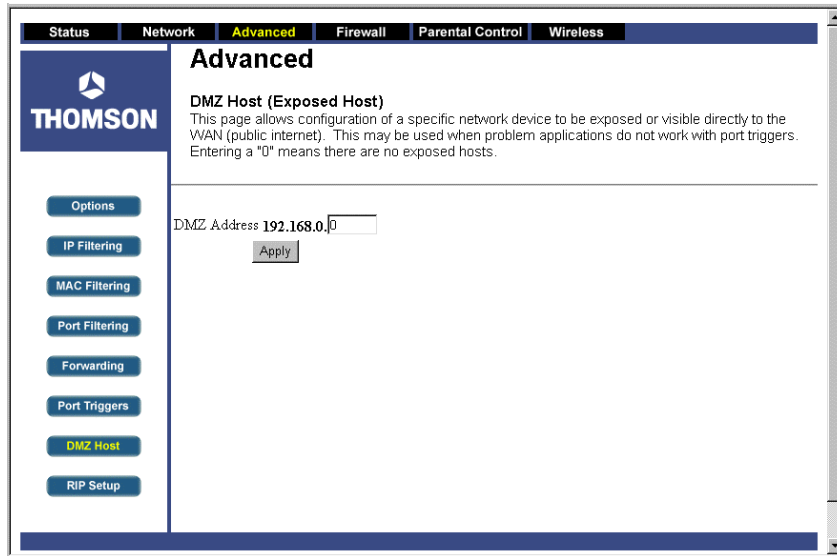 Status Network Advanced Firewall Parental Control Wireless
THOMSON
Advanced
DMZ Host (Exposed Host)
This page allows configuration of a specific network device to be exposed or visible directly to the
WAN (public internet). This may be used when problem applications do not work with port triggers.
Entering a "0" means there are no exposed hosts.
Options
IP Filtering
MAC Filtering
Port Filtering
Forwarding
Port Triggers
DMZ Host
RIP Setup
DMZ Address 192.168.0.0
Apply